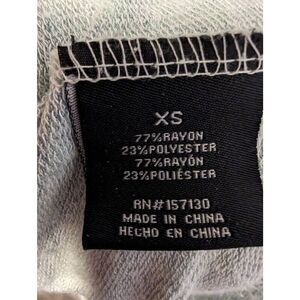 XS
77%RAYON
23%POLYESTER
77%RAYÓN
23%POLIÉSTER
RN#157130
MADE IN CHINA
HECHO EN CHINA